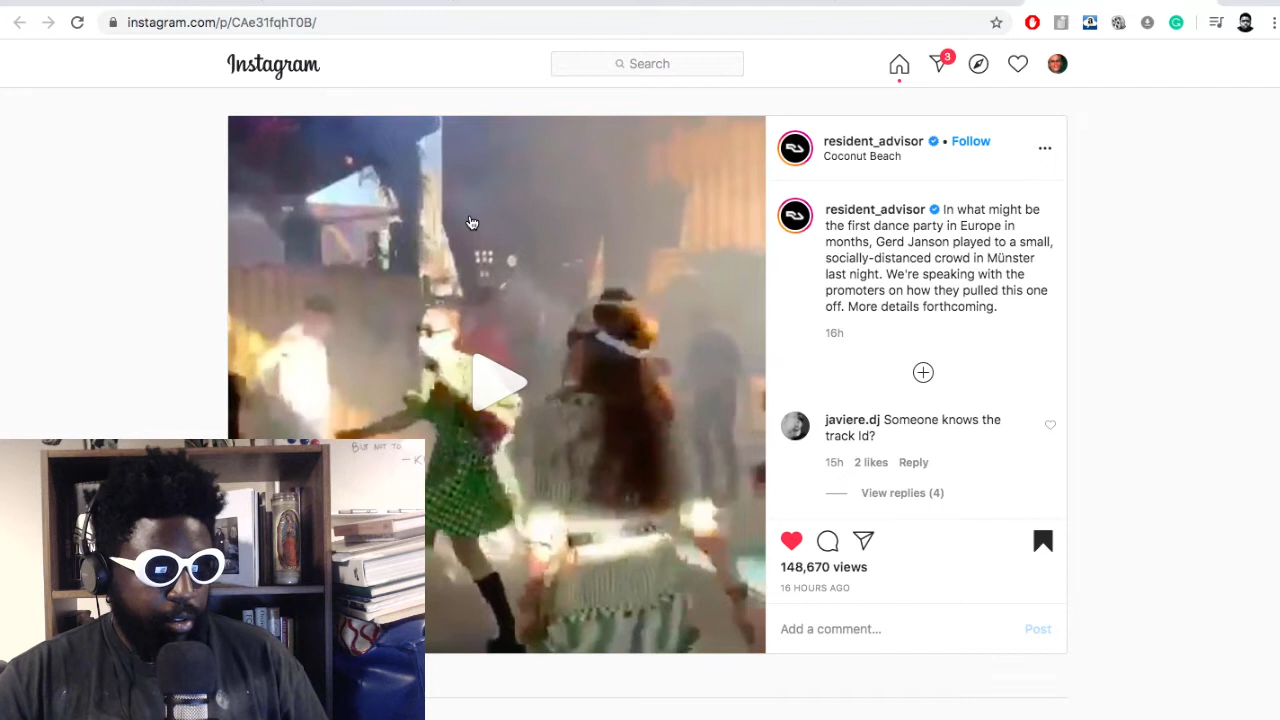 instagram.com/p/CAe31fqhT0B/
Instagram
Search
3
resident_advisor • Follow
Coconut Beach
resident_advisor In what might be
the first dance party in Europe in
months, Gerd Janson played to a small,
socially-distanced crowd in Münster
last night. We're speaking with the
promoters on how they pulled this one
off. More details forthcoming.
16h
javiere.dj Someone knows the
track Id?
15h 2 likes Reply
View replies (4)
148,670 views
16 HOURS AGO
Add a comment... Post
BUT NOT TO